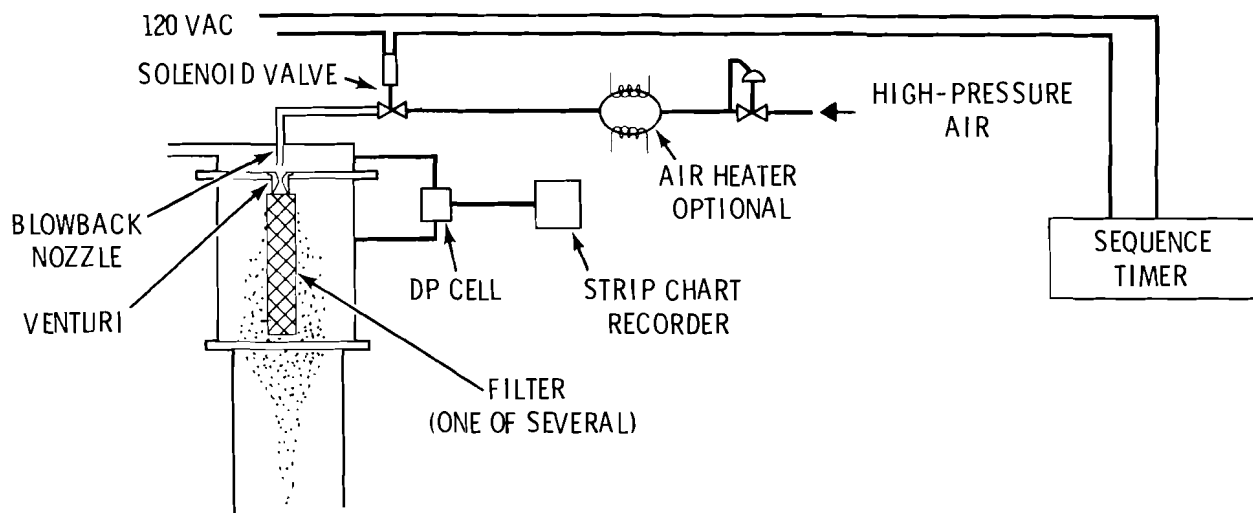 120 VAC
SOLENOID VALVE
HIGH-PRESSURE
AIR
AIR HEATER
OPTIONAL
BLOWBACK
NOZZLE
DP CELL
STRIP CHART
RECORDER
SEQUENCE
TIMER
VENTURI
FILTER
(ONE OF SEVERAL)